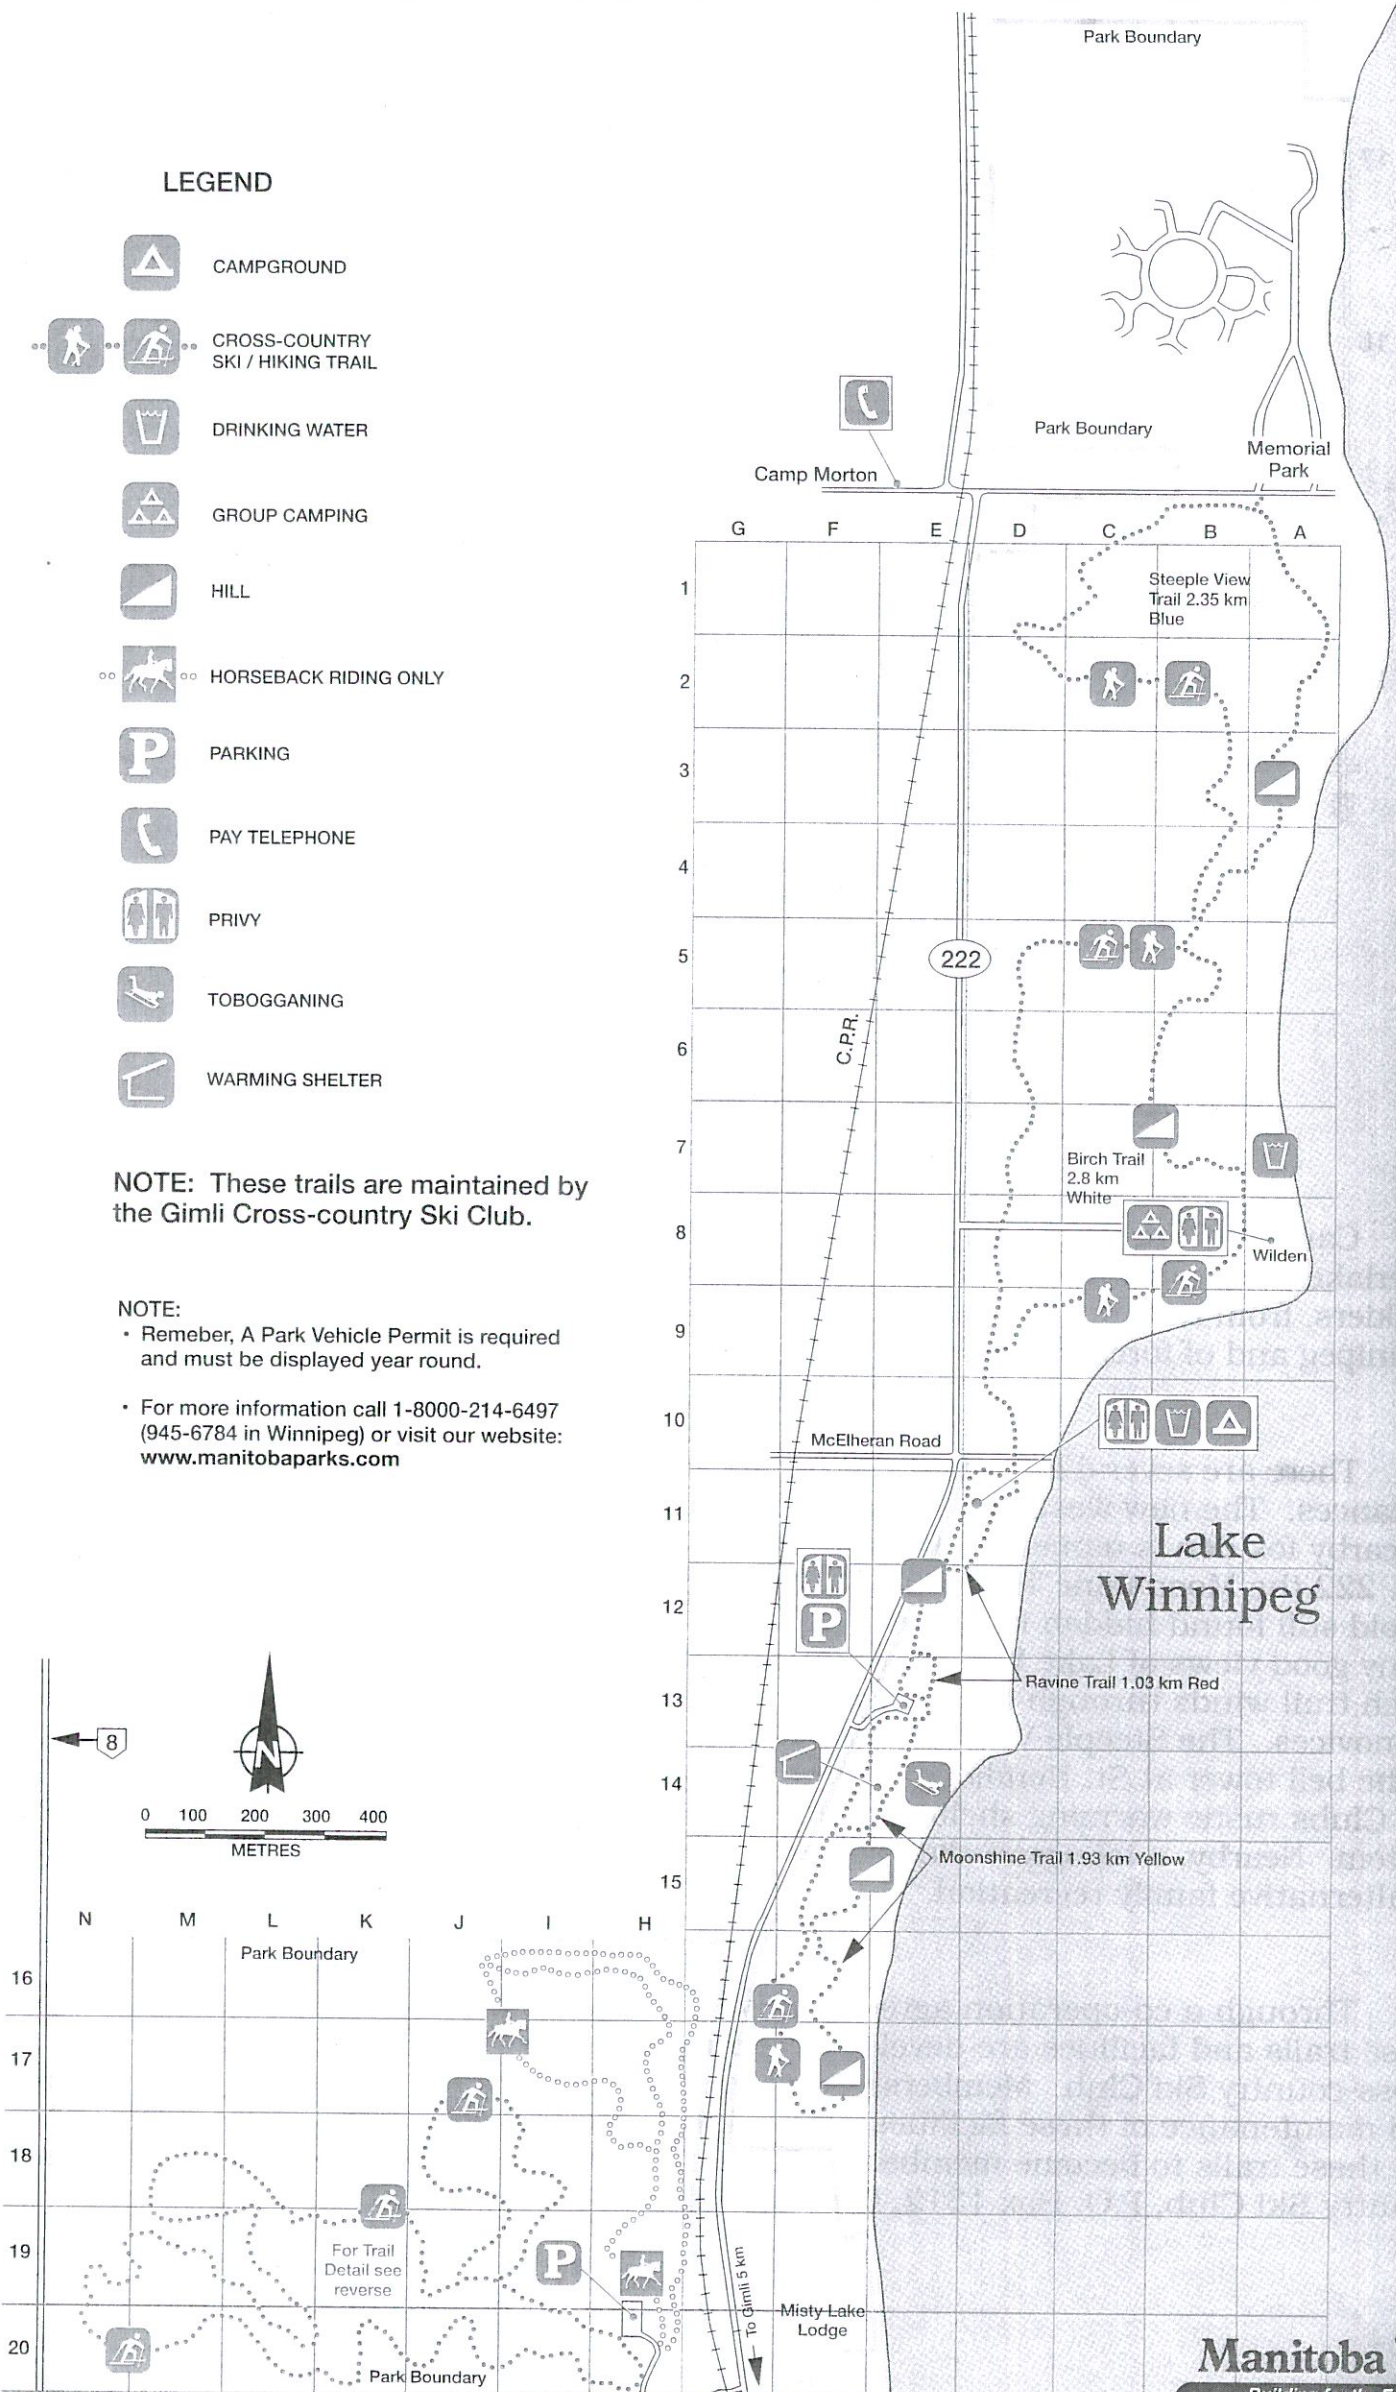 LEGEND
CAMPGROUND
CROSS-COUNTRY
SKI / HIKING TRAIL
DRINKING WATER
GROUP CAMPING
HILL
HORSEBACK RIDING ONLY
P
PARKING
PAY TELEPHONE
PRIVY
TOBOGGANING
WARMING SHELTER
NOTE: These trails are maintained by
the Gimli Cross-country Ski Club.
NOTE:
• Remeber, A Park Vehicle Permit is required
and must be displayed year round.
• For more information call 1-8000-214-6497
(945-6784 in Winnipeg) or visit our website:
www.manitobaparks.com
8
N
0 100 200 300 400
METRES
Park Boundary
Park Boundary
Memorial
Park
Camp Morton
G F E D C B A
1
Steeple View
Trail 2.35 km
Blue
2
3
4
5
222
C.P.R.
6
7
Birch Trail
2.8 km
White
8
Wilden
9
10
McElheran Road
11
Lake
Winnipeg
12
P
Ravine Trail 1.03 km Red
13
14
Moonshine Trail 1.93 km Yellow
15
N M L K J I H
Park Boundary
16
17
18
19
For Trail
Detail see
reverse
P
To Gimli 5 km
Misty Lake
Lodge
20
Park Boundary
Manitoba